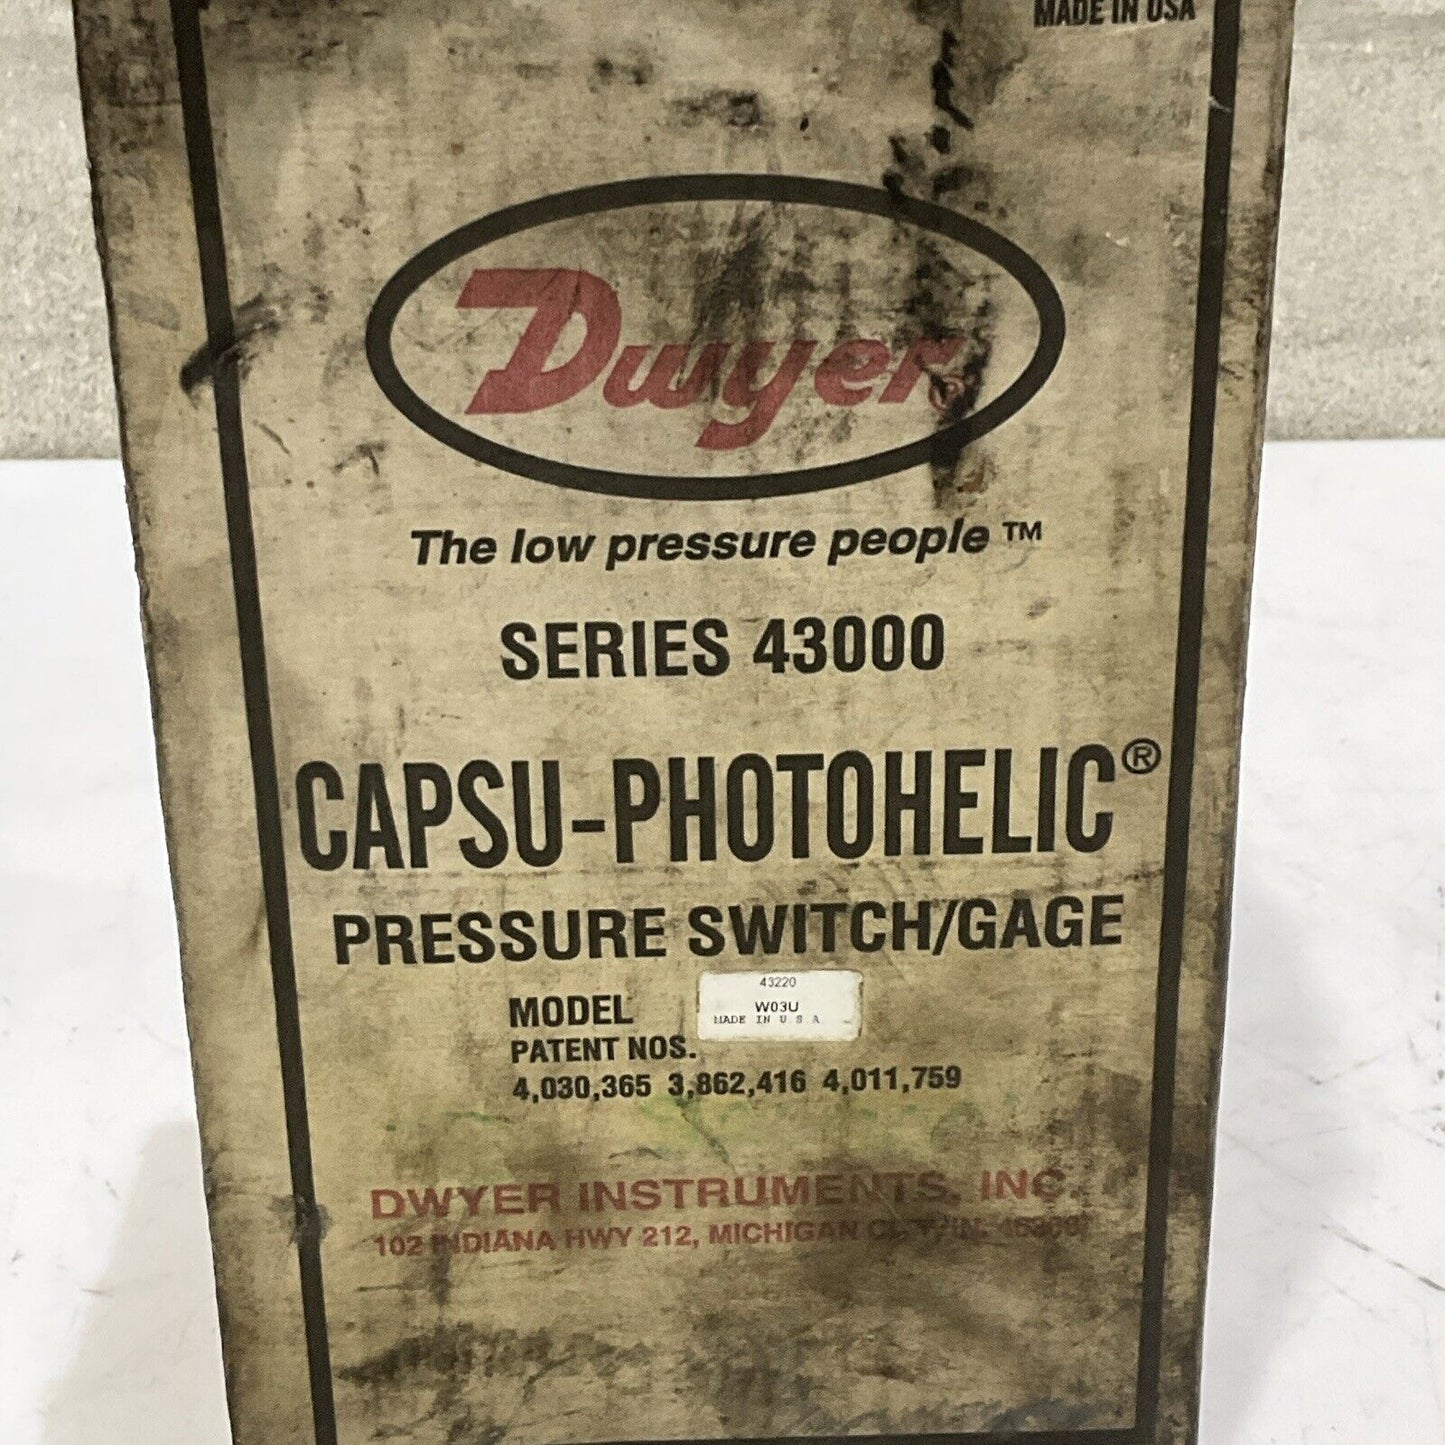 MADE IN USA
Dwyer®
The low pressure people ™
SERIES 43000
CAPSU-PHOTOHELIC®
PRESSURE SWITCH/GAGE
43220
W03U
MADE IN U S A
MODEL
PATENT NOS.
4,030,365 3,862,416 4,011,759
DWYER INSTRUMENTS, INC.
102 INDIANA HWY 212, MICHIGAN